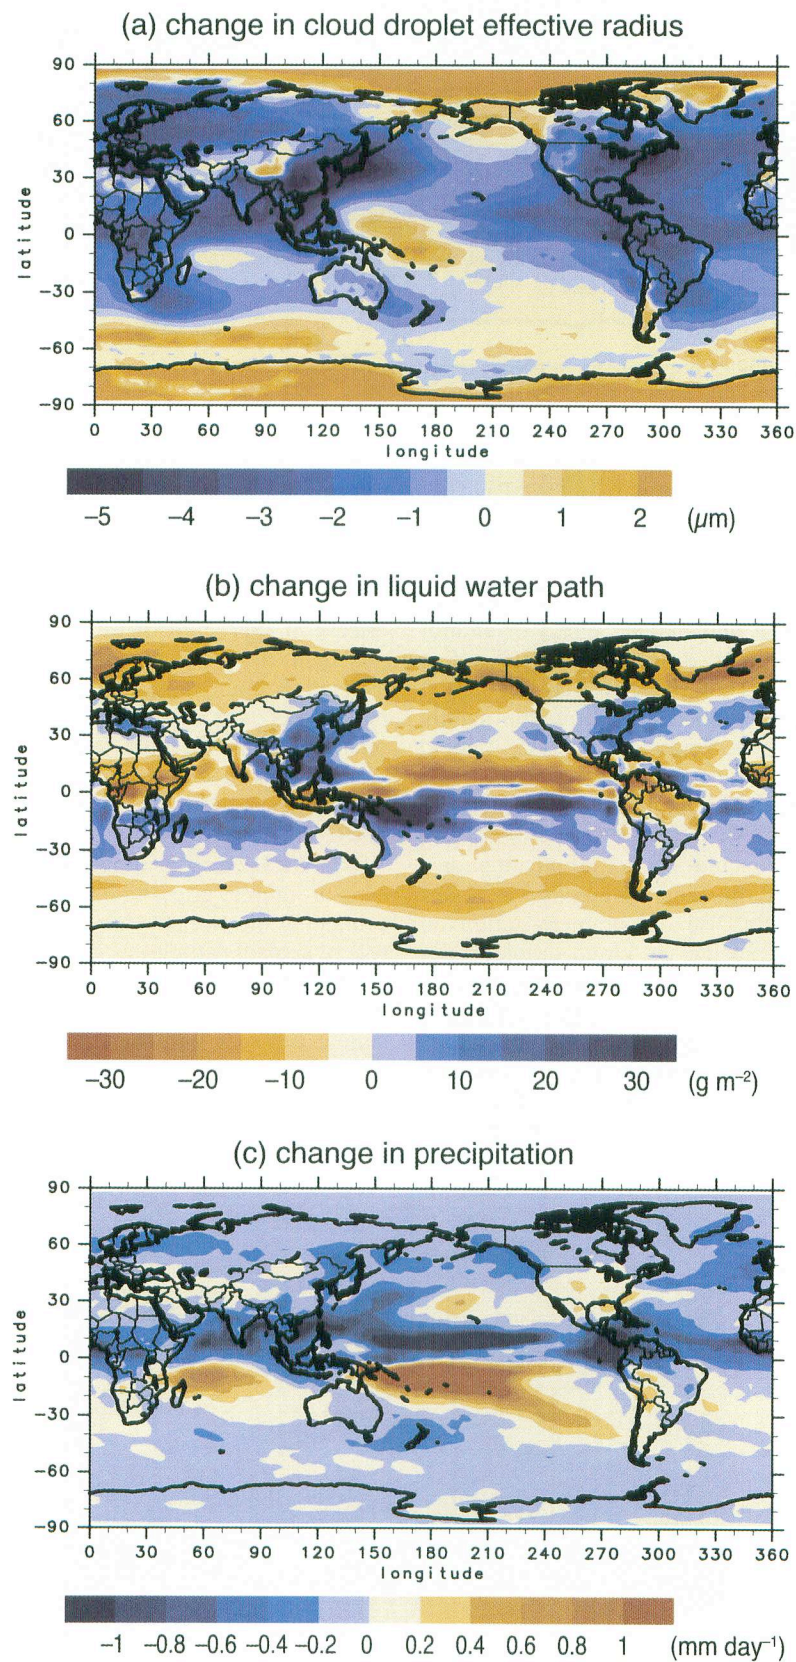 (a) change in cloud droplet effective radius
90
60
30
0
−30
−60
−90
latitude
0 30 60 90 120 150 180 210 240 270 300 330 360
longitude
−5 −4 −3 −2 −1 0 1 2 (μm)
(b) change in liquid water path
90
60
30
0
−30
−60
−90
latitude
0 30 60 90 120 150 180 210 240 270 300 330 360
longitude
−30 −20 −10 0 10 20 30 (g m⁻²)
(c) change in precipitation
90
60
30
0
−30
−60
−90
latitude
0 30 60 90 120 150 180 210 240 270 300 330 360
longitude
−1 −0.8 −0.6 −0.4 −0.2 0 0.2 0.4 0.6 0.8 1 (mm day⁻¹)